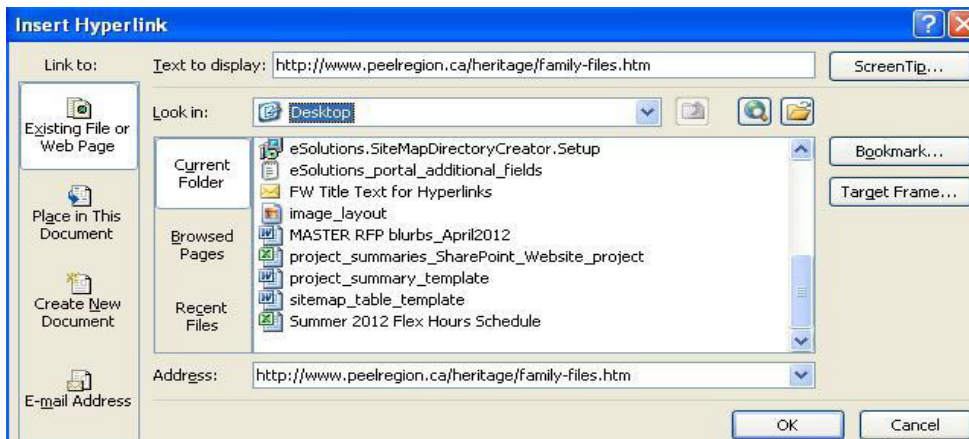 Insert Hyperlink
Link to:
Text to display: http://www.peelregion.ca/heritage/family-files.htm
ScreenTip...
Existing File or
Web Page
Place in This
Document
Create New
Document
E-mail Address
Look in:
Desktop
Current
Folder
Browsed
Pages
Recent
Files
eSolutions.SiteMapDirectoryCreator.Setup
eSolutions_portal_additional_fields
FW Title Text for Hyperlinks
image_layout
MASTER RFP blurbs_April2012
project_summaries_SharePoint_Website_project
project_summary_template
sitemap_table_template
Summer 2012 Flex Hours Schedule
Bookmark...
Target Frame...
Address: http://www.peelregion.ca/heritage/family-files.htm
OK
Cancel